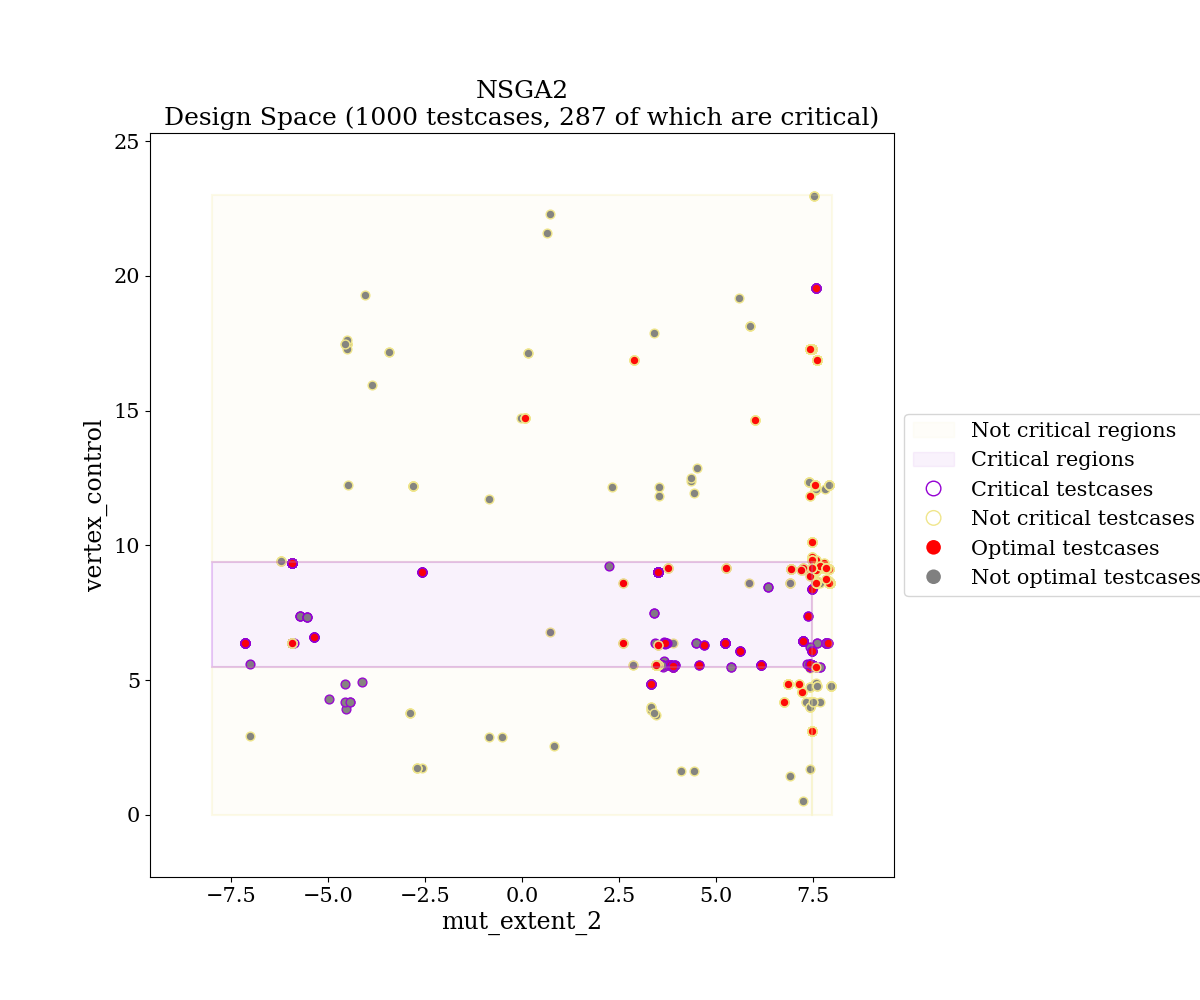 NSGA2
Design Space (1000 testcases, 287 of which are critical)
25
20
15
10
5
0
vertex_control
−7.5
−5.0
−2.5
0.0
2.5
5.0
7.5
mut_extent_2
Not critical regions
Critical regions
Critical testcases
Not critical testcases
Optimal testcases
Not optimal testcases